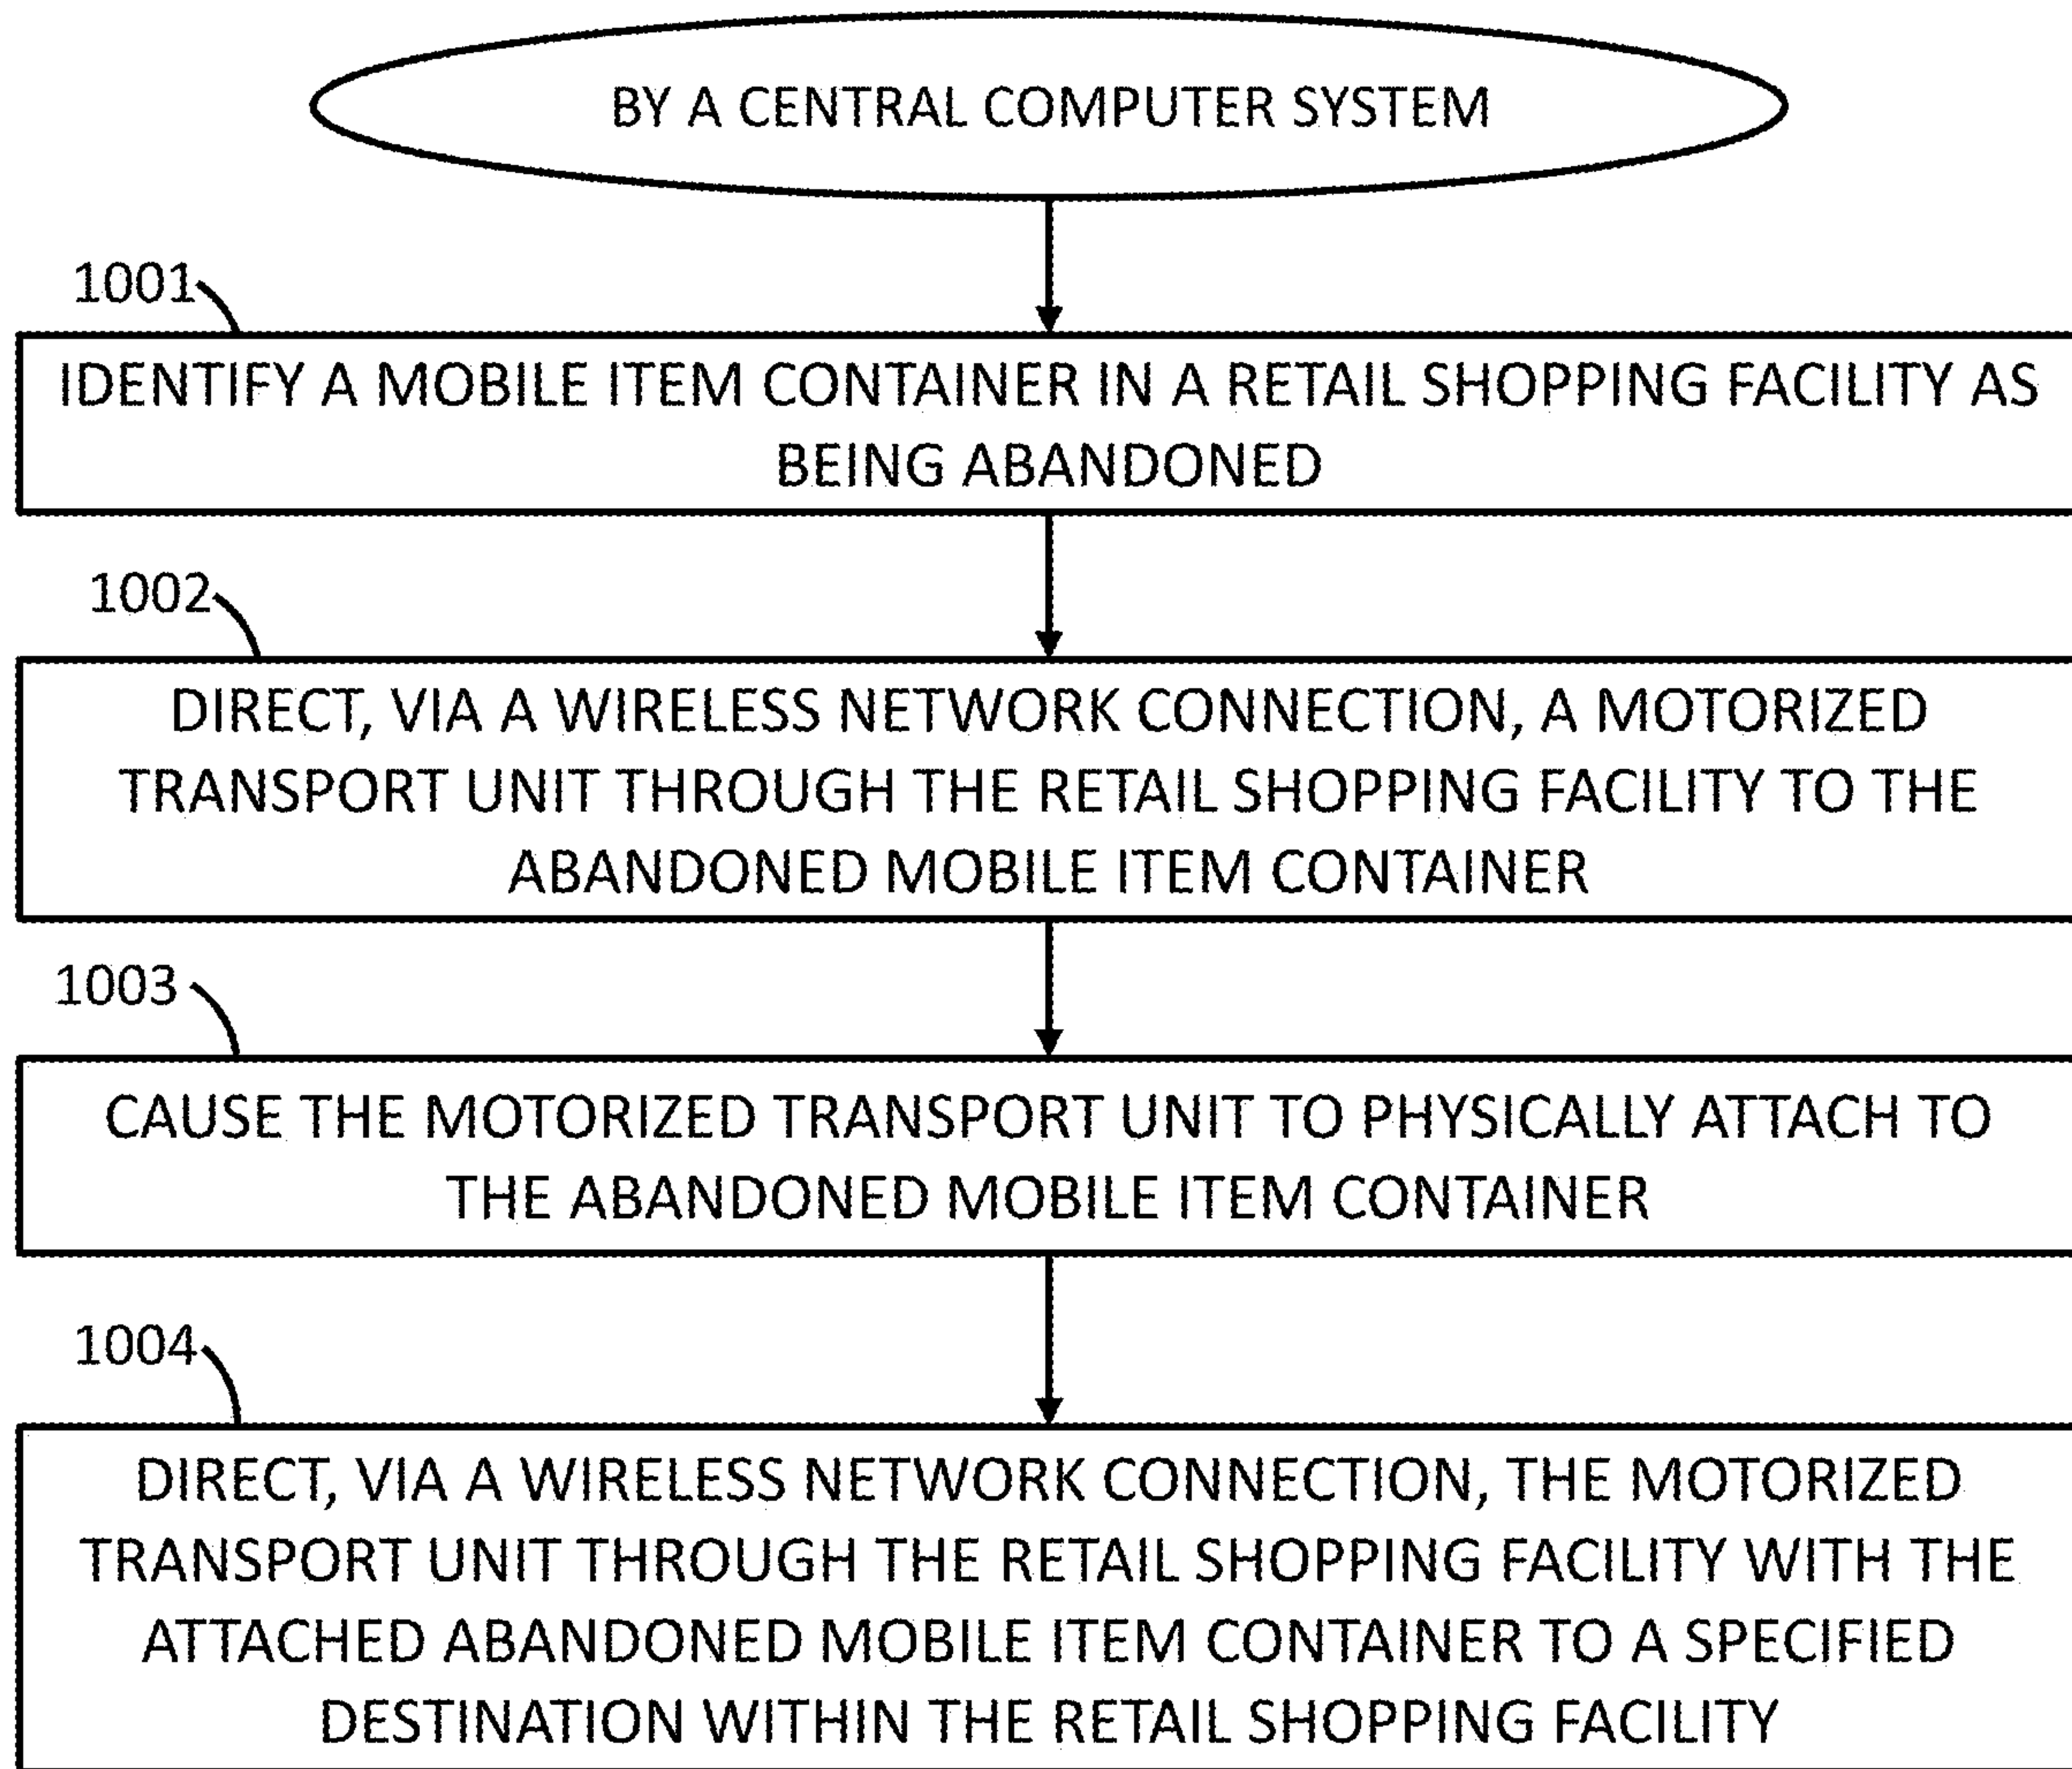 BY A CENTRAL COMPUTER SYSTEM
1001
IDENTIFY A MOBILE ITEM CONTAINER IN A RETAIL SHOPPING FACILITY AS
BEING ABANDONED
1002
DIRECT, VIA A WIRELESS NETWORK CONNECTION, A MOTORIZED
TRANSPORT UNIT THROUGH THE RETAIL SHOPPING FACILITY TO THE
ABANDONED MOBILE ITEM CONTAINER
1003
CAUSE THE MOTORIZED TRANSPORT UNIT TO PHYSICALLY ATTACH TO
THE ABANDONED MOBILE ITEM CONTAINER
1004
DIRECT, VIA A WIRELESS NETWORK CONNECTION, THE MOTORIZED
TRANSPORT UNIT THROUGH THE RETAIL SHOPPING FACILITY WITH THE
ATTACHED ABANDONED MOBILE ITEM CONTAINER TO A SPECIFIED
DESTINATION WITHIN THE RETAIL SHOPPING FACILITY